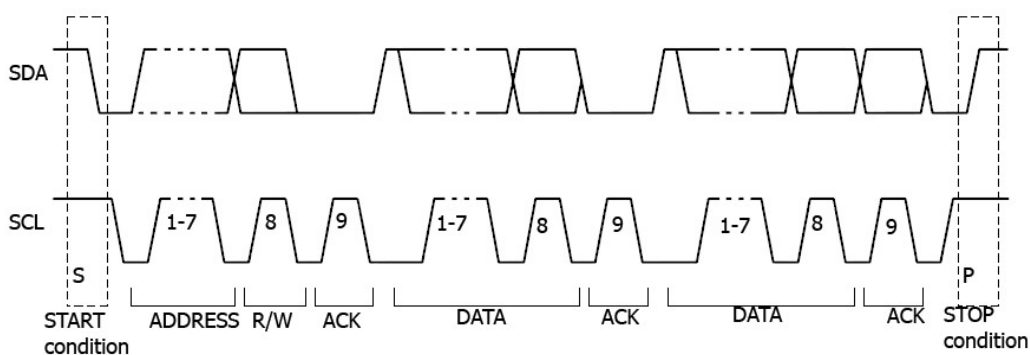 SDA
SCL
1-7 8 9 1-7 8 9 1-7 8 9
S P
START condition ADDRESS R/W ACK DATA ACK DATA ACK STOP condition